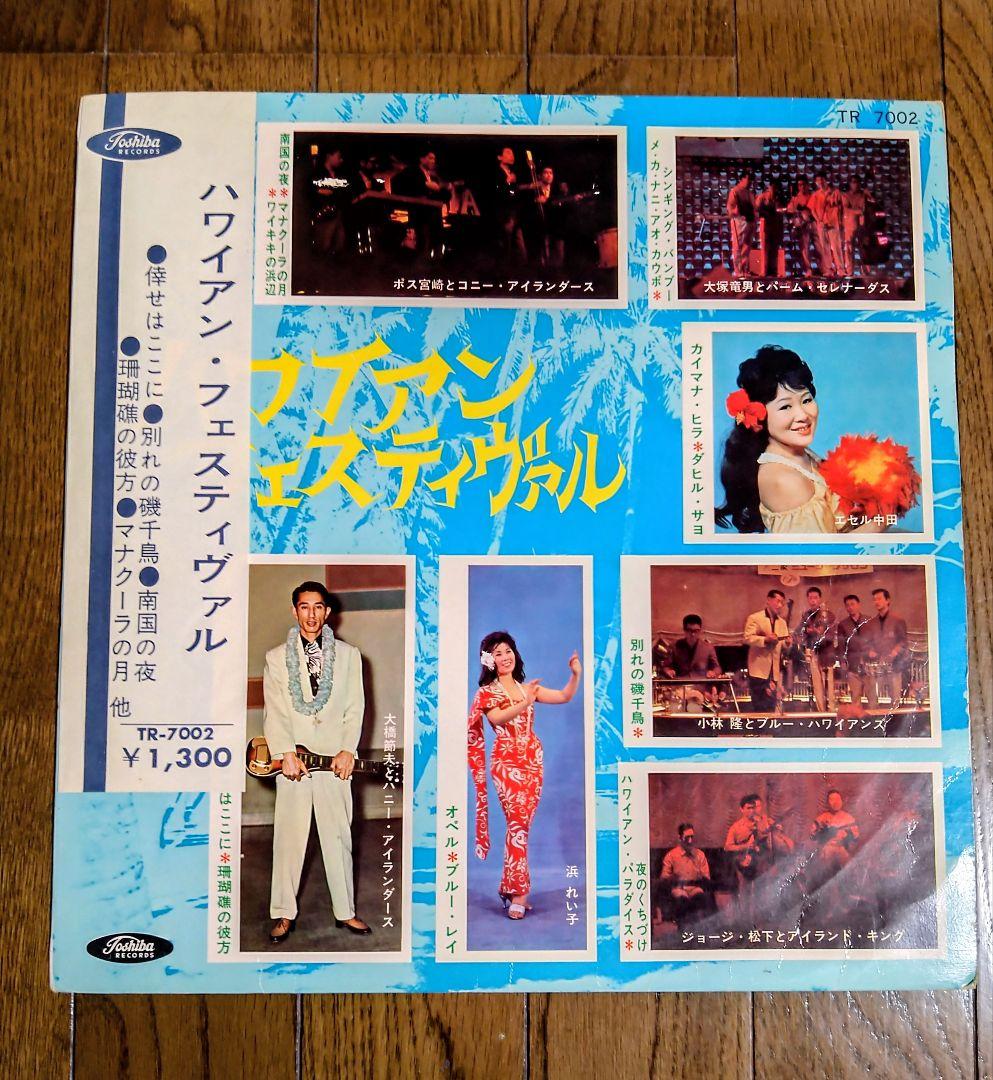 Toshiba
RECORDS
ハワイアン・フェスティヴァル
●倖せはここに●別れの磯千鳥●南国の夜
●珊瑚礁の彼方●マナクーラの月 他
TR-7002
￥1,300
TR 7002
南国の夜＊マナクーラの月
＊ワイキキの浜辺
ポス宮崎とコニー・アイランダース
シンギング・バンブー
メ・カ・ナニ・アオ・カウポ＊
大塚竜男とパーム・セレナーダス
ワイアン
ェスティヴァル
カイマナ・ヒラ＊ダヒル・サヨ
エセル中田
はここに＊珊瑚礁の彼方
大橋節夫とハニー・アイランダース
オペル＊ブルー・レイ
浜 れい子
別れの磯千鳥＊
小林 隆とブルー・ハワイアンズ
夜のくちづけ
ハワイアン・パラダイス＊
ジョージ・松下とアイランド・キング
Toshiba
RECORDS